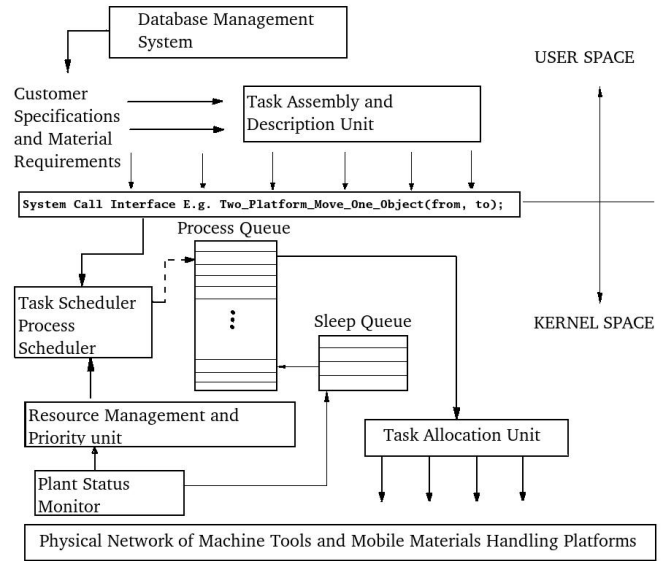 Database Management
System
USER SPACE
Customer
Specifications
and Material
Requirements
Task Assembly and
Description Unit
System Call Interface E.g. Two_Platform_Move_One_Object(from, to);
Process Queue
Task Scheduler
Process
Scheduler
Sleep Queue
KERNEL SPACE
Resource Management and
Priority unit
Task Allocation Unit
Plant Status
Monitor
Physical Network of Machine Tools and Mobile Materials Handling Platforms